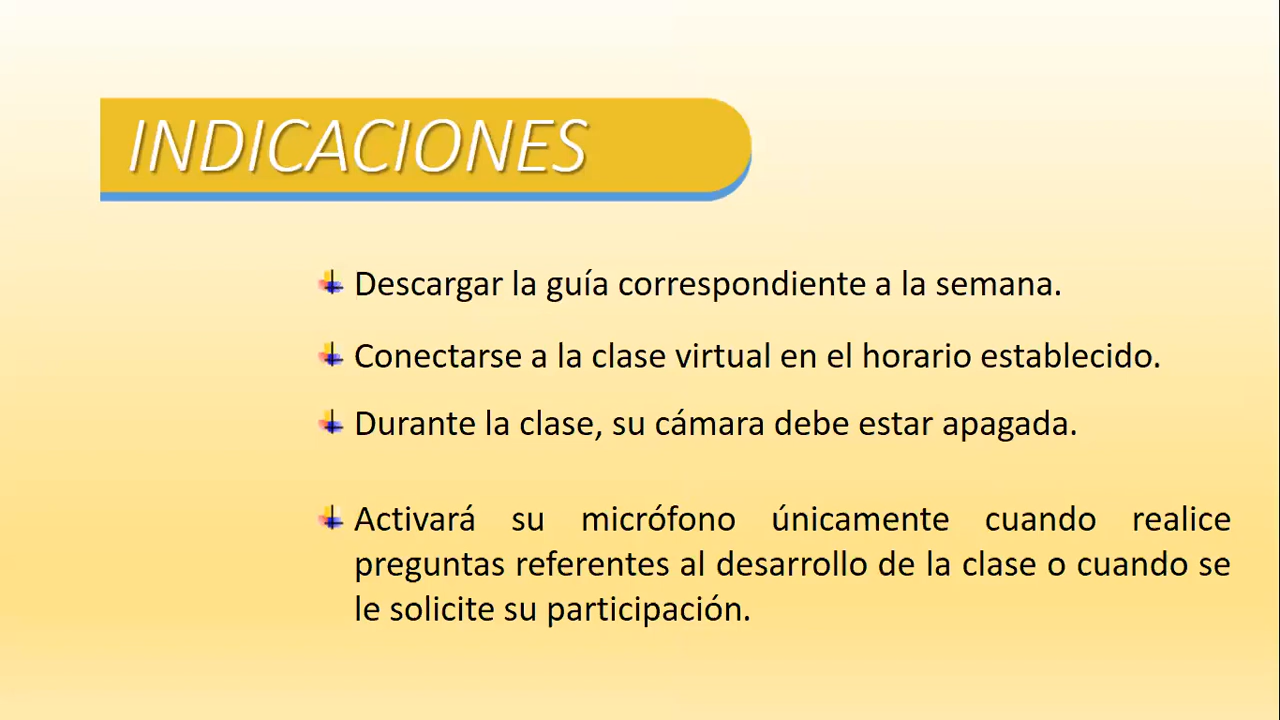 INDICACIONES
Descargar la guía correspondiente a la semana.
Conectarse a la clase virtual en el horario establecido.
Durante la clase, su cámara debe estar apagada.
Activará su micrófono únicamente cuando realice
preguntas referentes al desarrollo de la clase o cuando se
le solicite su participación.